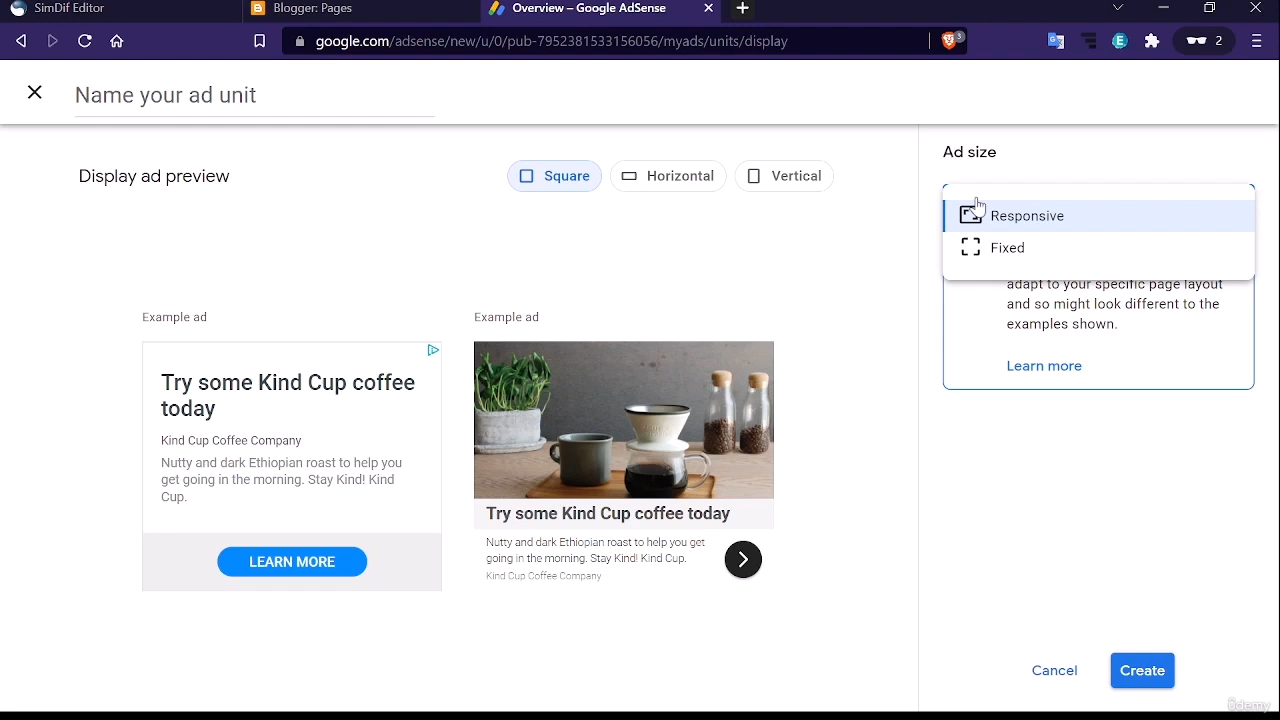 SimDif Editor
Blogger: Pages
Overview – Google AdSense
google.com/adsense/new/u/0/pub-7952381533156056/myads/units/display
3
2
Name your ad unit
Display ad preview
Square
Horizontal
Vertical
Ad size
Responsive
Fixed
adapt to your specific page layout
and so might look different to the
examples shown.
Learn more
Example ad
Try some Kind Cup coffee
today
Kind Cup Coffee Company
Nutty and dark Ethiopian roast to help you
get going in the morning. Stay Kind! Kind
Cup.
LEARN MORE
Example ad
Try some Kind Cup coffee today
Nutty and dark Ethiopian roast to help you get
going in the morning. Stay Kind! Kind Cup.
Kind Cup Coffee Company
Cancel
Create
Udemy